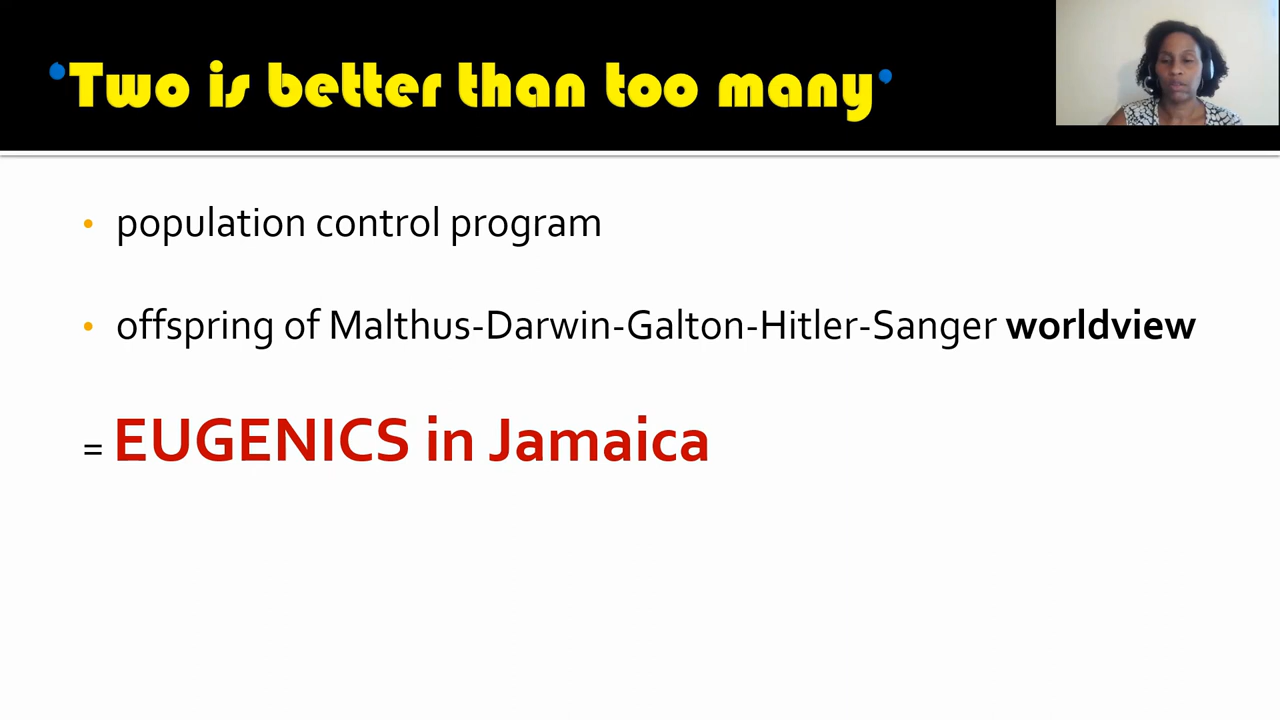 'Two is better than too many'
• population control program
• offspring of Malthus-Darwin-Galton-Hitler-Sanger worldview
= EUGENICS in Jamaica